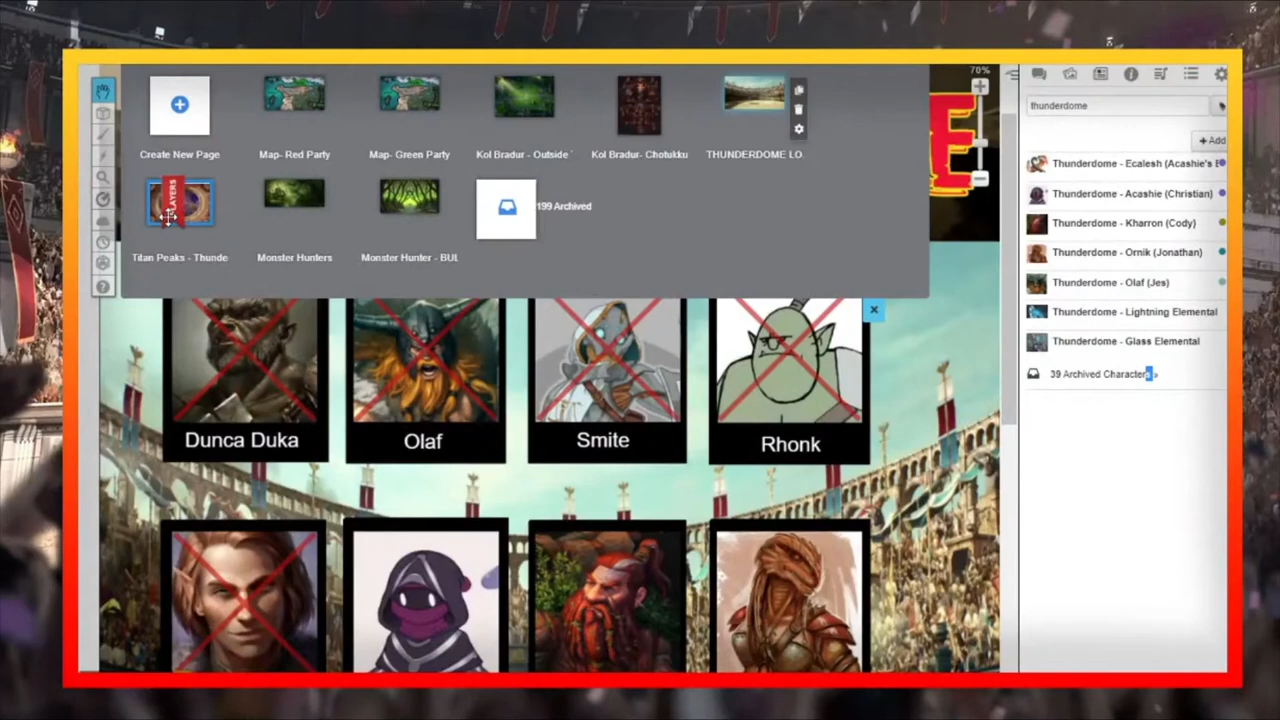 70%
thunderdome
Add
Create New Page
Map- Red Party
Map- Green Party
Kol Bradur - Outside
Kol Bradur- Chotukku
THUNDERDOME LO
PLAYERS
199 Archived
Titan Peaks - Thunde
Monster Hunters
Monster Hunter - BUL
Thunderdome - Ecalesh (Acashie's
Thunderdome - Acashie (Christian)
Thunderdome - Kharron (Cody)
Thunderdome - Ornik (Jonathan)
Thunderdome - Olaf (Jes)
Thunderdome - Lightning Elemental
Thunderdome - Glass Elemental
39 Archived Characters »
E
Dunca Duka
Olaf
Smite
Rhonk